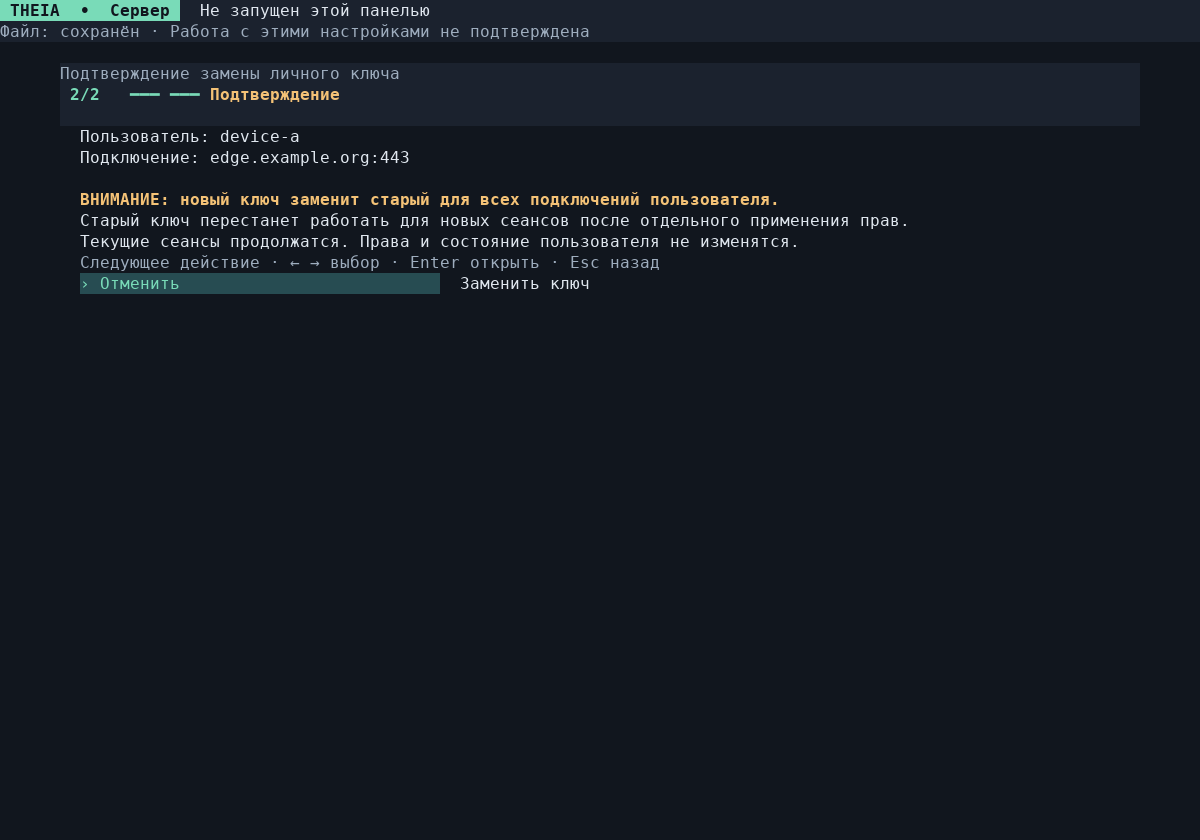 THEIA • Сервер Не запущен этой панелью
Файл: сохранён · Работа с этими настройками не подтверждена
Подтверждение замены личного ключа
2/2 ━━━ ━━━ Подтверждение
Пользователь: device-a
Подключение: edge.example.org:443
ВНИМАНИЕ: новый ключ заменит старый для всех подключений пользователя.
Старый ключ перестанет работать для новых сеансов после отдельного применения прав.
Текущие сеансы продолжатся. Права и состояние пользователя не изменятся.
Следующее действие · ← → выбор · Enter открыть · Esc назад
› Отменить Заменить ключ